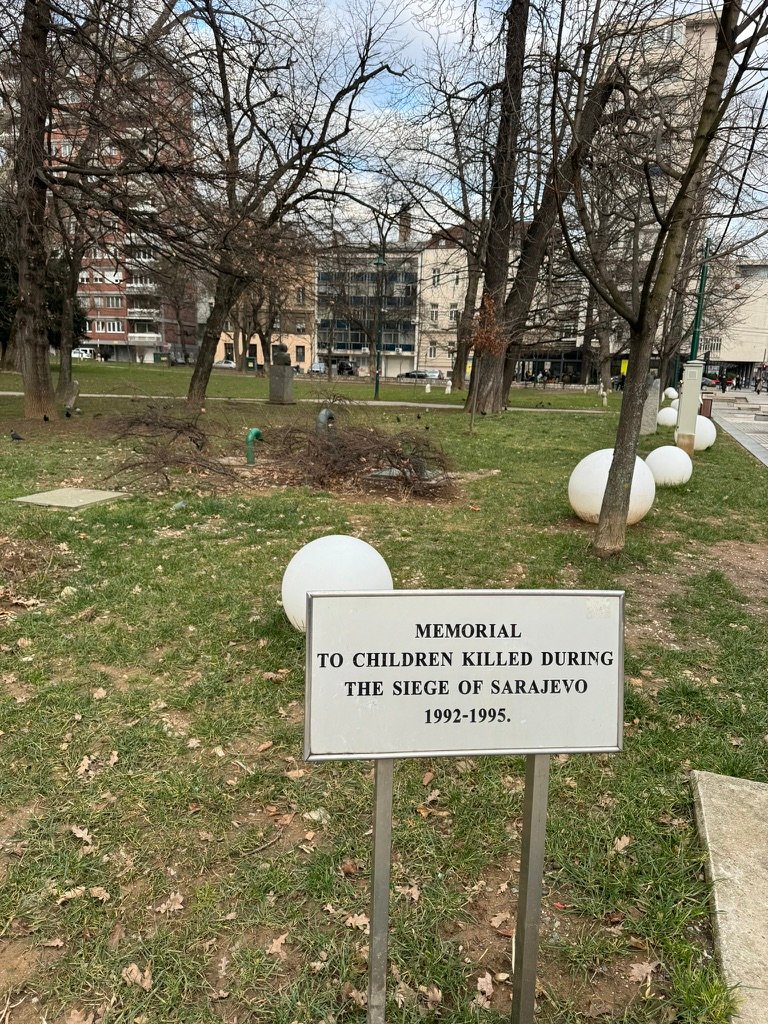 MEMORIAL
TO CHILDREN KILLED DURING
THE SIEGE OF SARAJEVO
1992-1995.